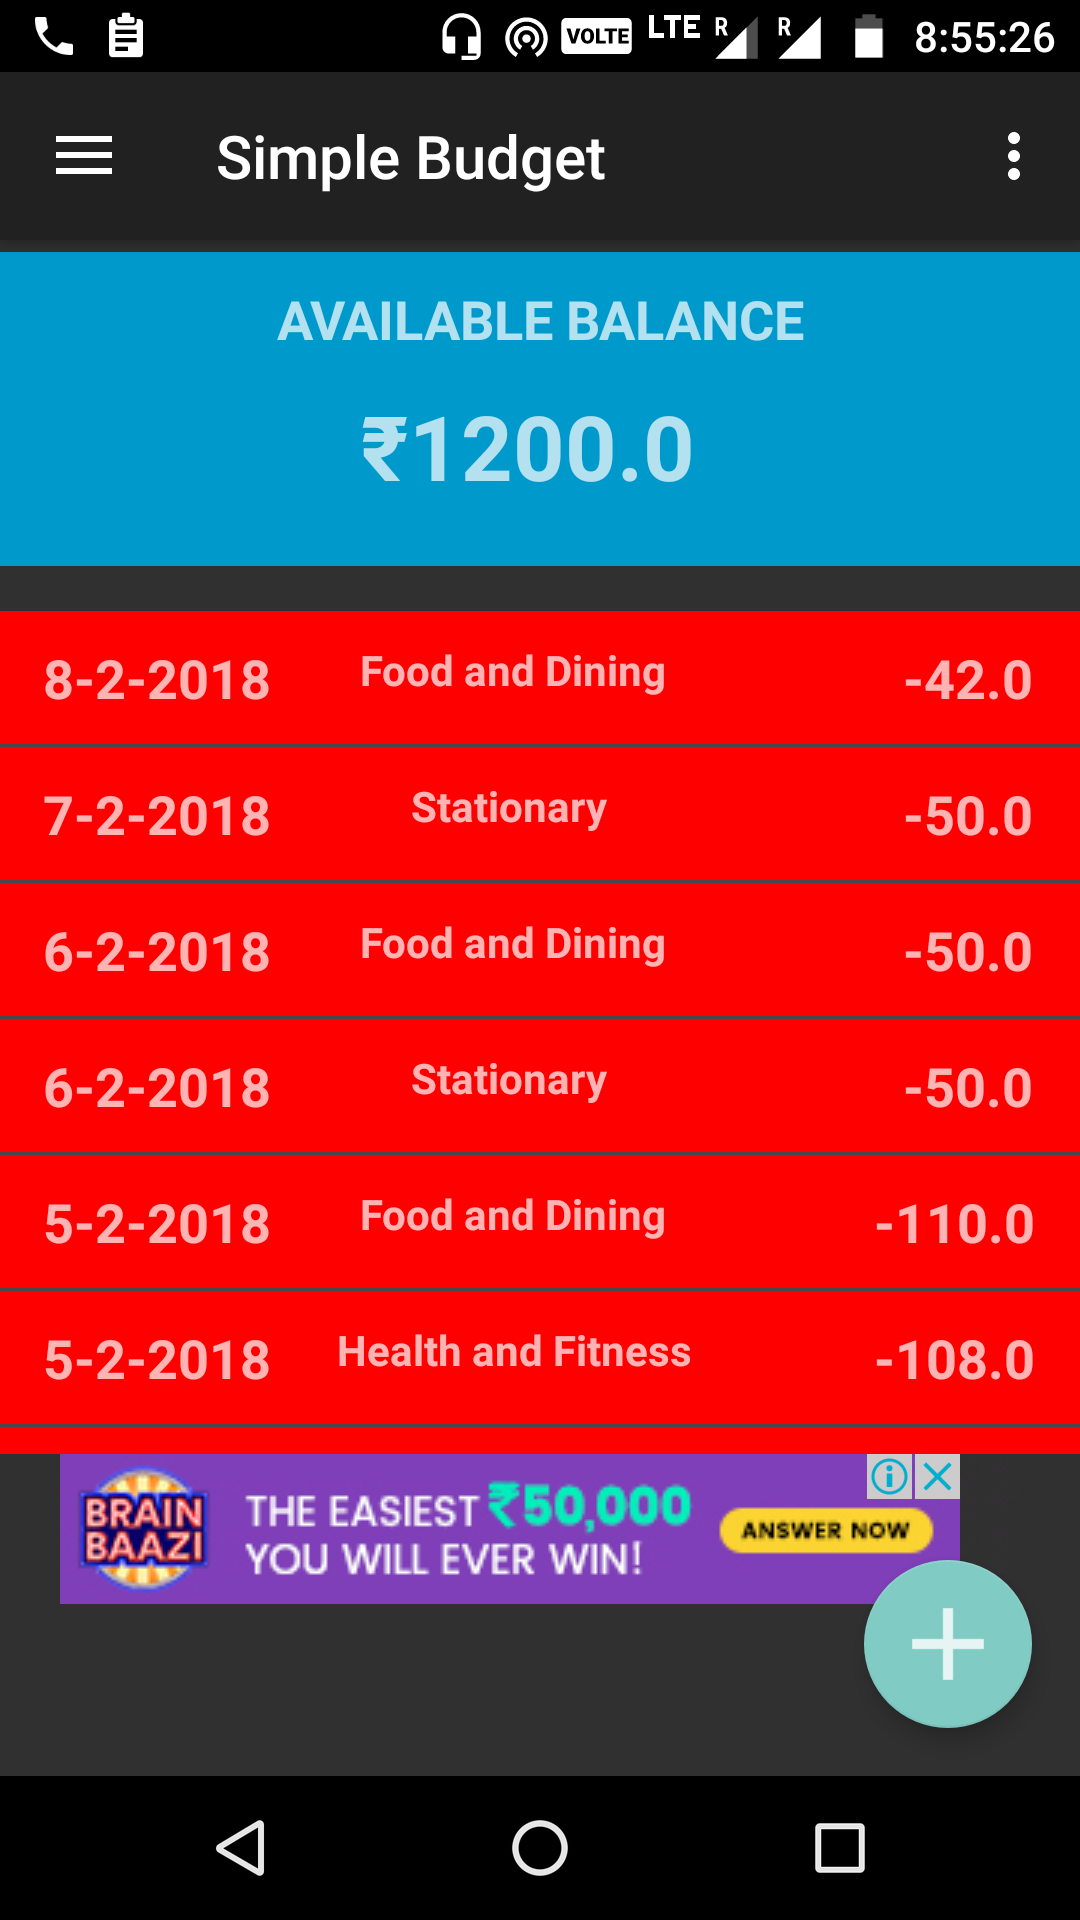 VOLTE LTE R R 8:55:26
Simple Budget
AVAILABLE BALANCE
₹1200.0
8-2-2018 Food and Dining -42.0
7-2-2018 Stationary -50.0
6-2-2018 Food and Dining -50.0
6-2-2018 Stationary -50.0
5-2-2018 Food and Dining -110.0
5-2-2018 Health and Fitness -108.0
BRAIN BAAZI
THE EASIEST ₹50,000
YOU WILL EVER WIN!
ANSWER NOW